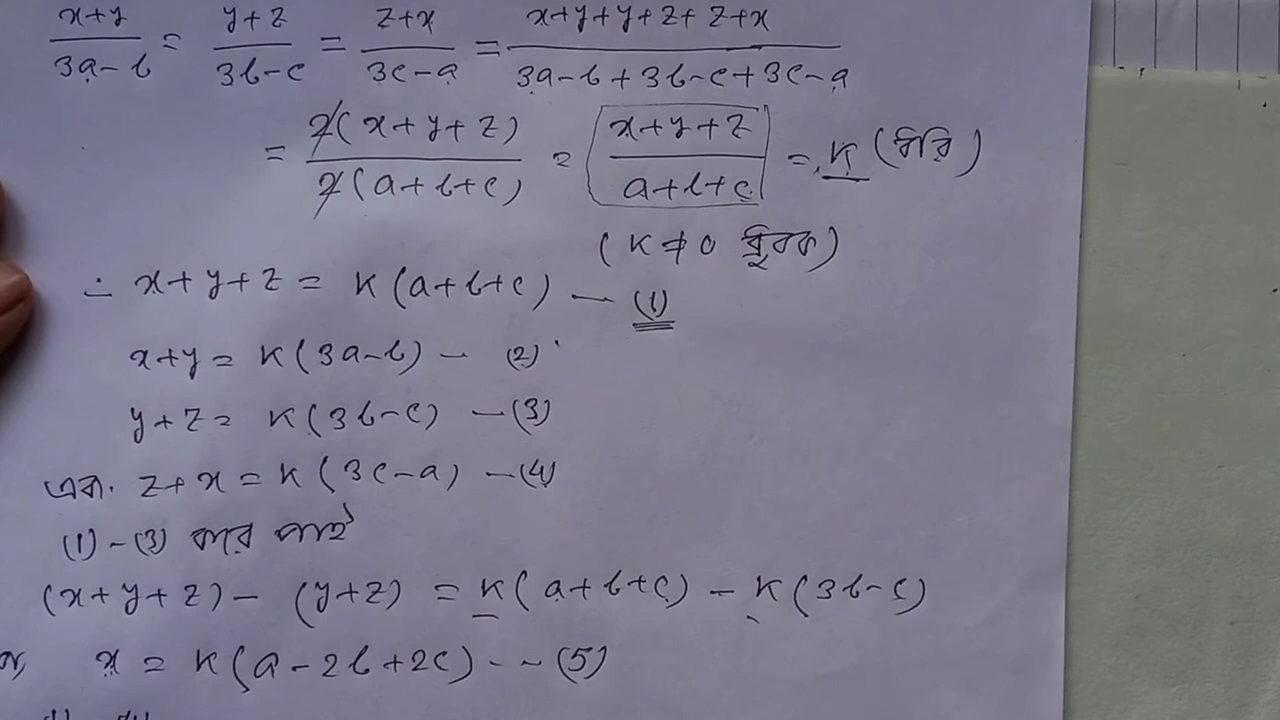 (x+y)/(3a-b) = (y+z)/(3b-c) = (z+x)/(3c-a) = (x+y+y+z+z+x)/(3a-b+3b-c+3c-a)
= 2(x+y+z)/2(a+b+c) = (x+y+z)/(a+b+c) = K (ধরি)
(K≠0 ধ্রুবক)
∴ x+y+z = K(a+b+c) — (1)
x+y = K(3a-b) — (2)
y+z = K(3b-c) — (3)
এবং z+x = K(3c-a) — (4)
(1)-(3) করে পাই
(x+y+z) - (y+z) = K(a+b+c) - K(3b-c)
x = K(a-2b+2c) -- (5)